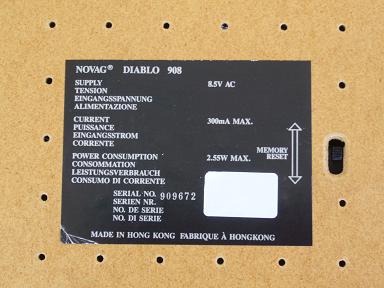 NOVAG® DIABLO 908
SUPPLY 8.5V AC
TENSION
EINGANGSSPANNUNG
ALIMENTAZIONE
CURRENT 300mA MAX.
PUISSANCE
EINGANGSSTROM
CORRENTE
MEMORY
RESET
POWER CONSUMPTION 2.55W MAX.
CONSOMMATION
LEISTUNGSVERBRAUCH
CONSUMO DI CORRENTE
SERIAL NO. 909672
SERIEN NR.
NO. DE SERIE
NO. DI SERIE
MADE IN HONG KONG FABRIQUE À HONGKONG